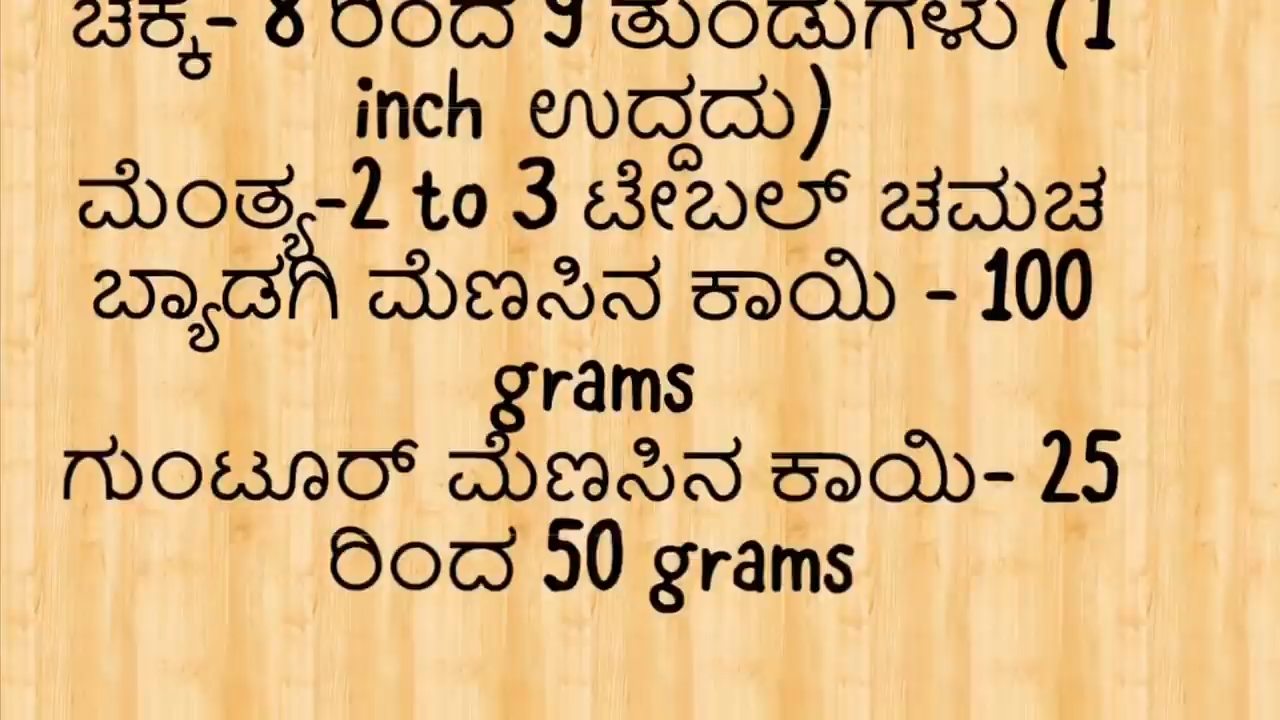 ಚಕ್ಕೆ- 8 ರಿಂದ 9 ತುಂಡುಗಳು (1
inch ಉದ್ದದು)
ಮೆಂತ್ಯ-2 to 3 ಟೇಬಲ್ ಚಮಚ
ಬ್ಯಾಡಗಿ ಮೆಣಸಿನ ಕಾಯಿ - 100
grams
ಗುಂಟೂರ್ ಮೆಣಸಿನ ಕಾಯಿ- 25
ರಿಂದ 50 grams